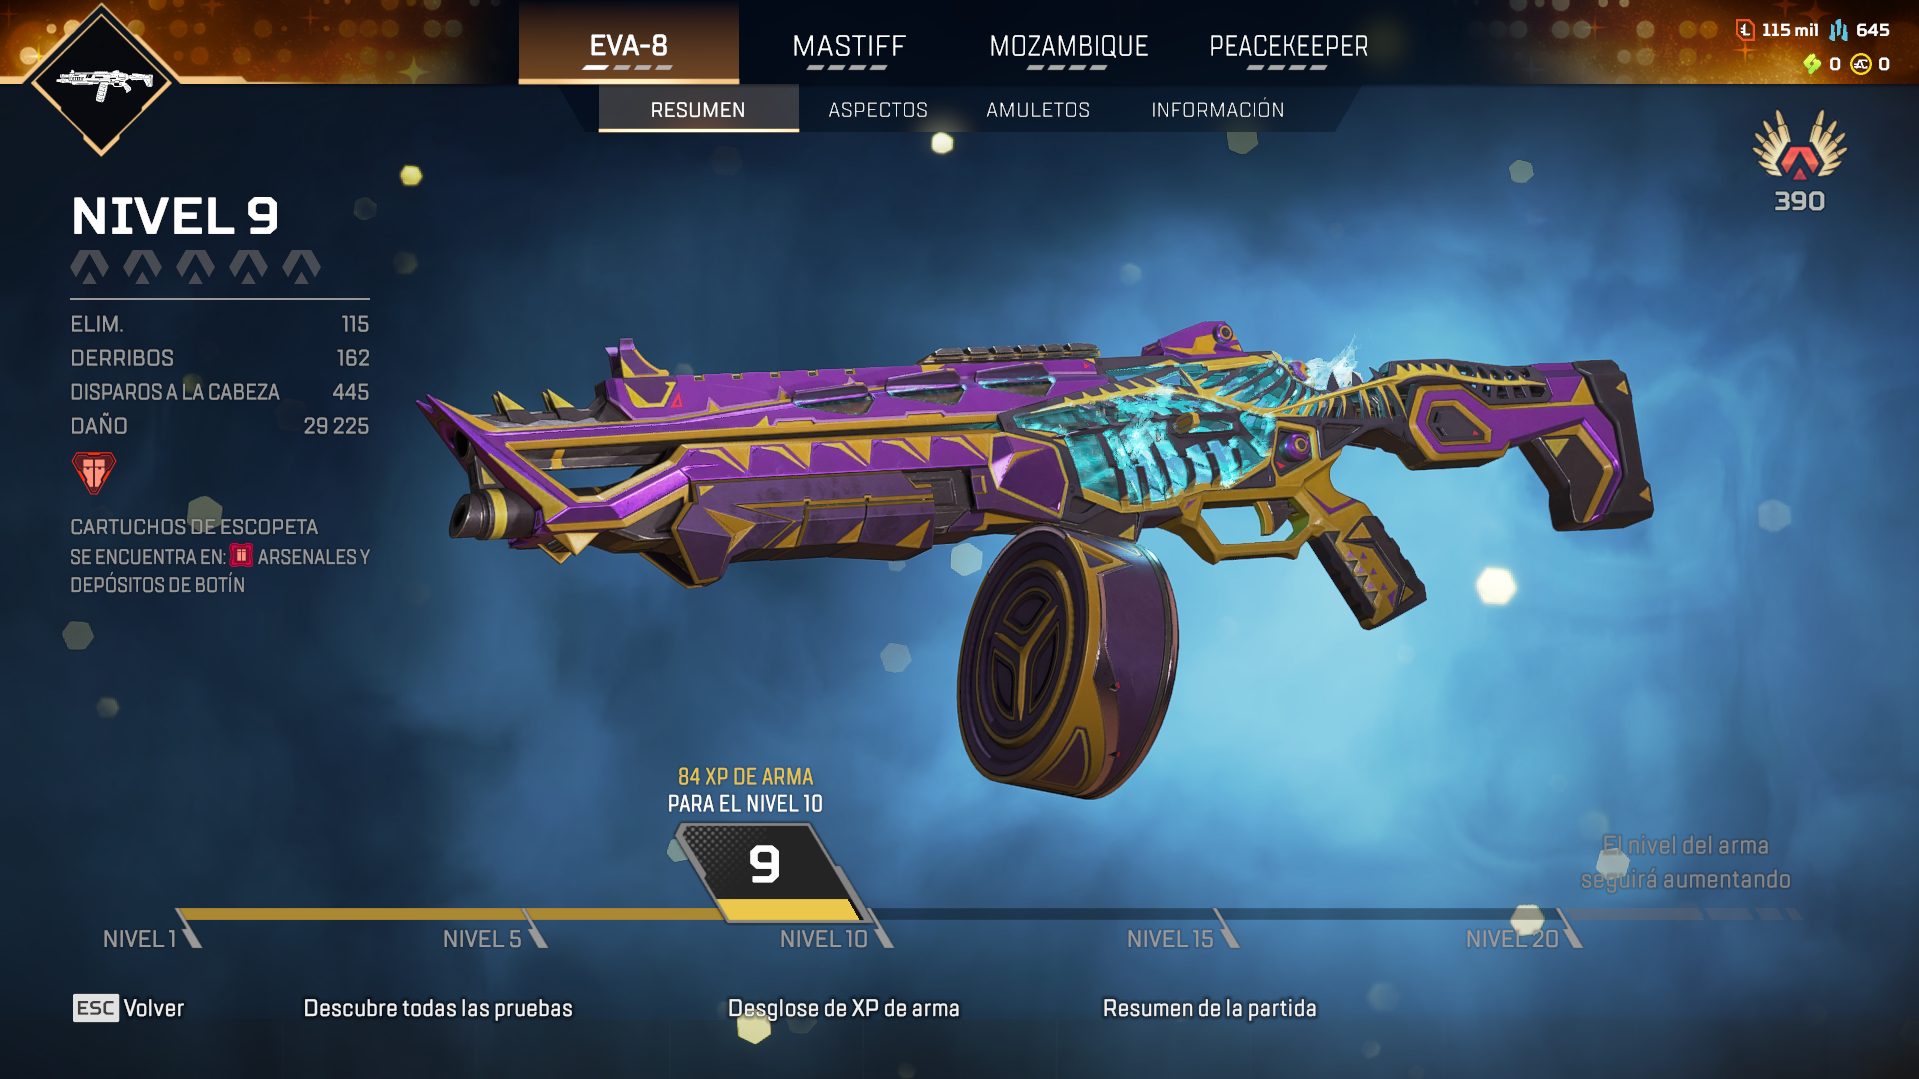 EVA-8
MASTIFF
MOZAMBIQUE
PEACEKEEPER
115 mil
645
0
0
RESUMEN
ASPECTOS
AMULETOS
INFORMACIÓN
390
NIVEL 9
ELIM. 115
DERRIBOS 162
DISPAROS A LA CABEZA 445
DAÑO 29 225
CARTUCHOS DE ESCOPETA
SE ENCUENTRA EN: ARSENALES Y
DEPÓSITOS DE BOTÍN
84 XP DE ARMA
PARA EL NIVEL 10
9
El nivel del arma
seguirá aumentando
NIVEL 1
NIVEL 5
NIVEL 10
NIVEL 15
NIVEL 20
ESC Volver
Descubre todas las pruebas
Desglose de XP de arma
Resumen de la partida